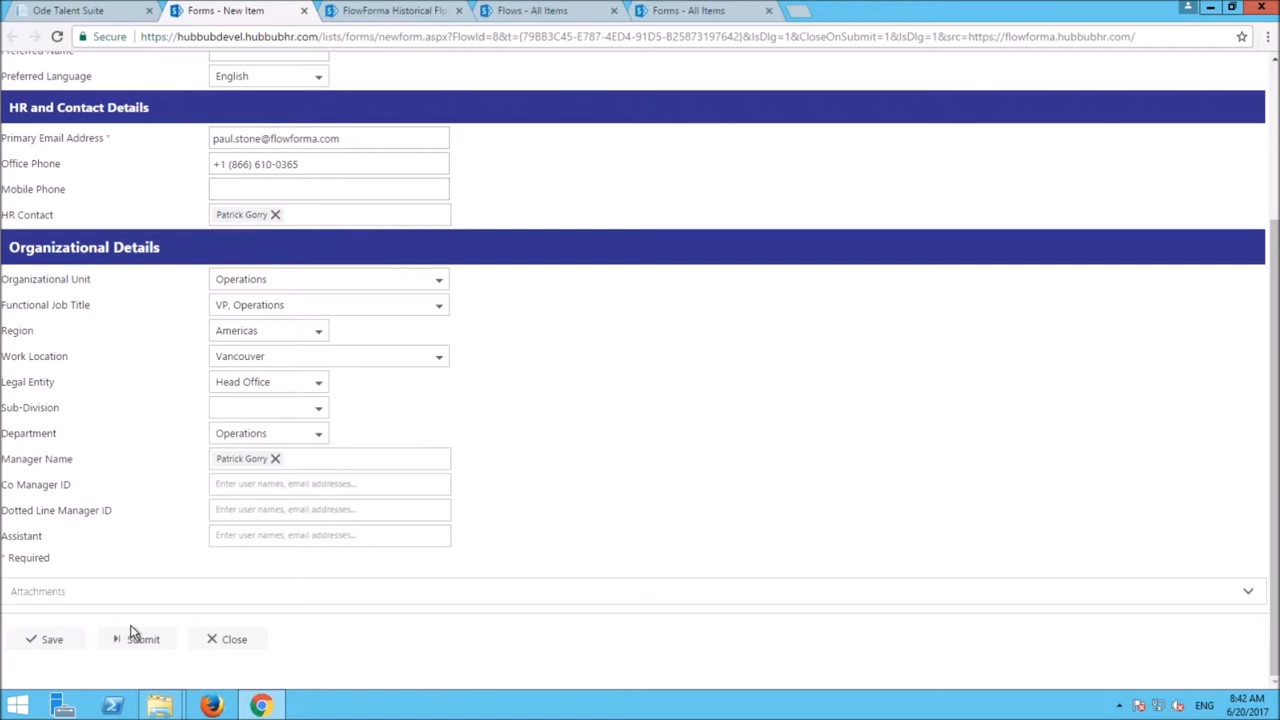 Ode Talent Suite
Forms - New Item
FlowForma Historical Flo
Flows - All Items
Forms - All Items
Secure
https://hubbubdevel.hubbubhr.com/lists/forms/newform.aspx?FlowId=8&t={79BB3C45-E787-4ED4-91D5-B25873197642}&IsDlg=1&CloseOnSubmit=1&IsDlg=1&src=https://flowforma.hubbubhr.com/
Preferred Name
Preferred Language English
HR and Contact Details
Primary Email Address * paul.stone@flowforma.com
Office Phone +1 (866) 610-0365
Mobile Phone
HR Contact Patrick Gorry
Organizational Details
Organizational Unit Operations
Functional Job Title VP, Operations
Region Americas
Work Location Vancouver
Legal Entity Head Office
Sub-Division
Department Operations
Manager Name Patrick Gorry
Co Manager ID Enter user names, email addresses...
Dotted Line Manager ID Enter user names, email addresses...
Assistant Enter user names, email addresses...
* Required
Attachments
Save Submit Close
ENG 8:42 AM
6/20/2017